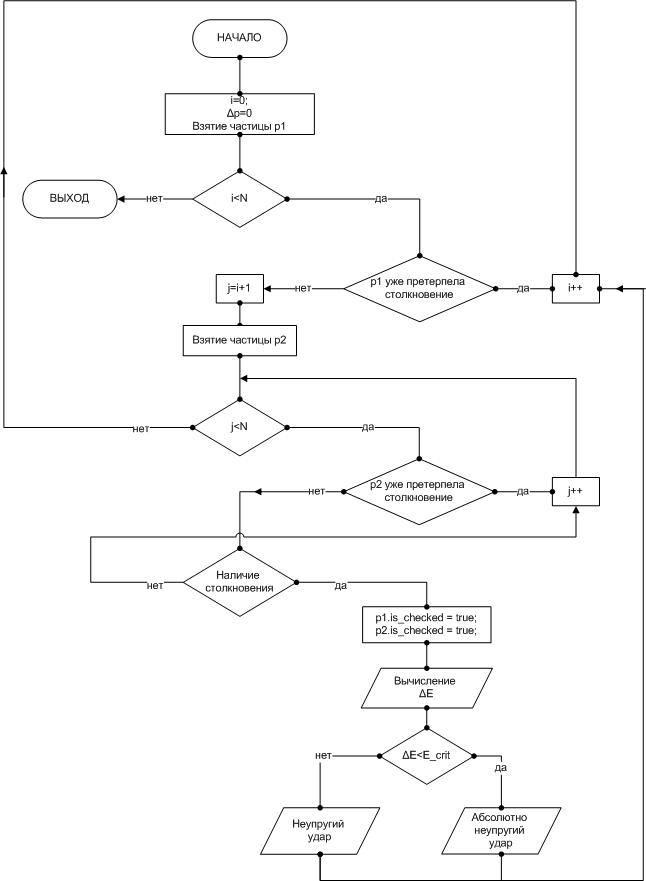 НАЧАЛО
i=0;
Δp=0
Взятие частицы p1
ВЫХОД
нет
i<N
да
p1 уже претерпела
столкновение
нет
да
i++
j=i+1
Взятие частицы p2
j<N
нет
да
p2 уже претерпела
столкновение
нет
да
j++
Наличие
столкновения
нет
да
p1.is_checked = true;
p2.is_checked = true;
Вычисление
ΔE
ΔE<E_crit
нет
да
Неупругий
удар
Абсолютно
неупругий
удар